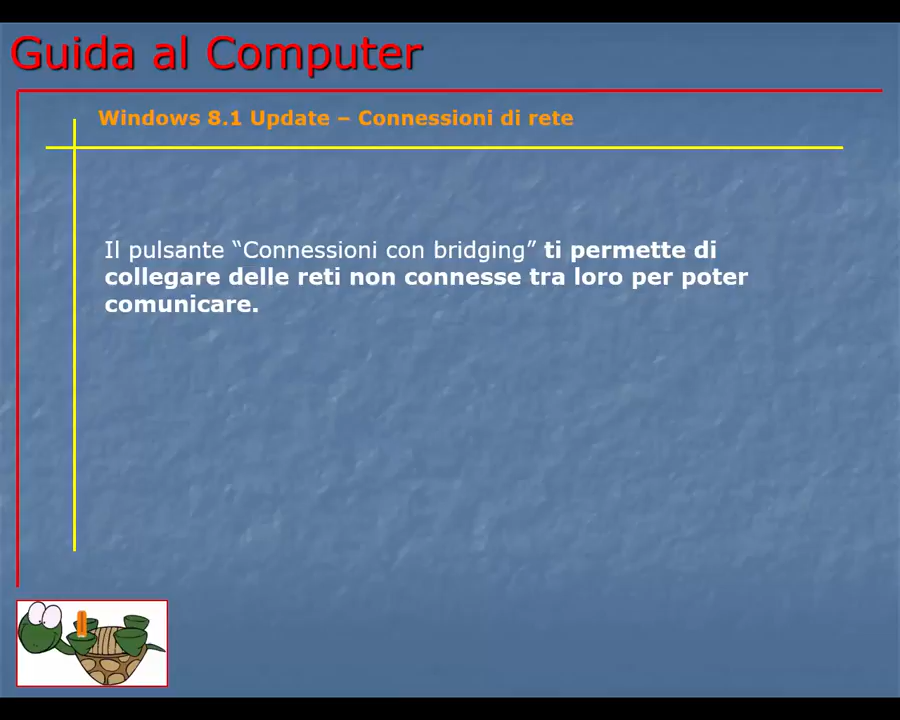 Guida al Computer
Windows 8.1 Update – Connessioni di rete
Il pulsante “Connessioni con bridging” ti permette di
collegare delle reti non connesse tra loro per poter
comunicare.